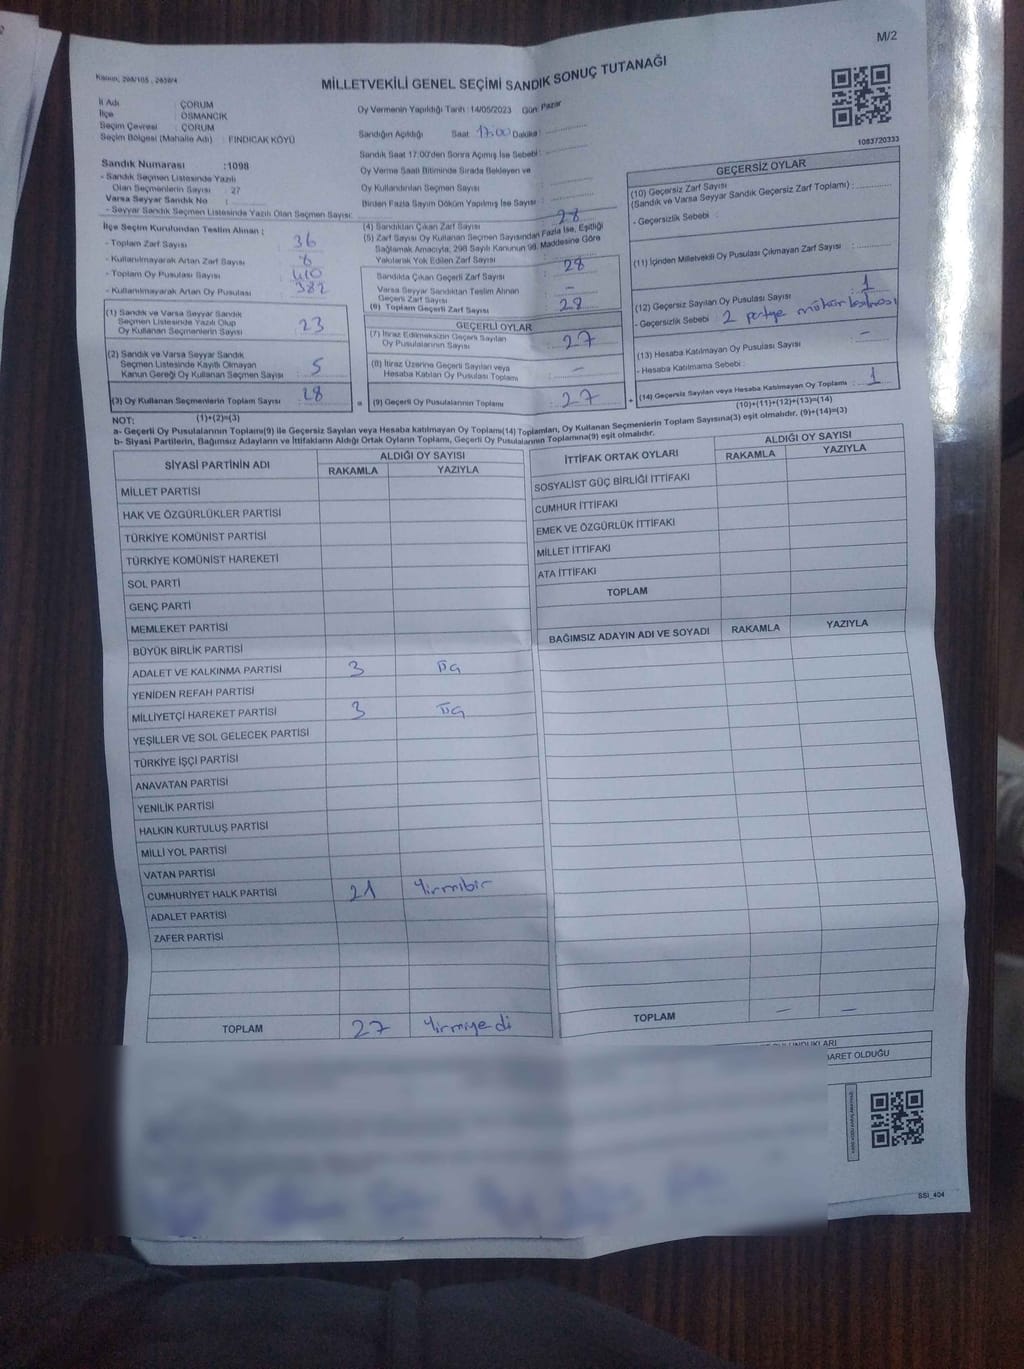 M/2
Kanun, 298/105 , 2839/4
MİLLETVEKİLİ GENEL SEÇİMİ SANDIK SONUÇ TUTANAĞI
İl Adı : ÇORUM
İlçe : OSMANCIK
Seçim Çevresi : ÇORUM
Seçim Bölgesi (Mahalle Adı) : FINDICAK KÖYÜ
Sandık Numarası :1098
- Sandık Seçmen Listesinde Yazılı
Olan Seçmenlerin Sayısı : 27
Varsa Seyyar Sandık No :
- Seyyar Sandık Seçmen Listesinde Yazılı Olan Seçmen Sayısı:
Oy Vermenin Yapıldığı Tarih :14/05/2023 Gün: Pazar
Sandığın Açıldığı Saat 17:00 Dakika:
Sandık Saat 17:00'den Sonra Açılmış İse Sebebi:
Oy Verme Saati Bitiminde Sırada Bekleyen ve
Oy Kullandırılan Seçmen Sayısı :
Birden Fazla Sayım Döküm Yapılmış İse Sayısı :
1083720333
İlçe Seçim Kurulundan Teslim Alınan ;
- Toplam Zarf Sayısı : 36
- Kullanılmayarak Artan Zarf Sayısı : 8
- Toplam Oy Pusulası Sayısı : 410
- Kullanılmayarak Artan Oy Pusulası : 382
(1) Sandık ve Varsa Seyyar Sandık
Seçmen Listesinde Yazılı Olup
Oy Kullanan Seçmenlerin Sayısı : 23
(2) Sandık ve Varsa Seyyar Sandık
Seçmen Listesinde Kayıtlı Olmayan
Kanun Gereği Oy Kullanan Seçmen Sayısı : 5
(3) Oy Kullanan Seçmenlerin Toplam Sayısı : 28
(1)+(2)=(3)
(4) Sandıktan Çıkan Zarf Sayısı : 28
(5) Zarf Sayısı Oy Kullanan Seçmen Sayısından Fazla İse, Eşitliği
Sağlamak Amacıyla, 298 Sayılı Kanunun 98. Maddesine Göre
Yakılarak Yok Edilen Zarf Sayısı :
Sandıkta Çıkan Geçerli Zarf Sayısı : 28
Varsa Seyyar Sandıktan Teslim Alınan
Geçerli Zarf Sayısı : -
(6) Toplam Geçerli Zarf Sayısı : 28
GEÇERLİ OYLAR
(7) İtiraz Edilmeksizin Geçerli Sayılan
Oy Pusulalarının Sayısı : 27
(8) İtiraz Üzerine Geçerli Sayılan veya
Hesaba Katılan Oy Pusulası Toplamı : -
= (9) Geçerli Oy Pusulalarının Toplamı : 27 +
GEÇERSİZ OYLAR
(10) Geçersiz Zarf Sayısı
(Sandık ve Varsa Seyyar Sandık Geçersiz Zarf Toplamı) :
- Geçersizlik Sebebi :
(11) İçinden Milletvekili Oy Pusulası Çıkmayan Zarf Sayısı :
(12) Geçersiz Sayılan Oy Pusulası Sayısı : 1
- Geçersizlik Sebebi : 2 partiye mühür basılması
(13) Hesaba Katılmayan Oy Pusulası Sayısı : -
- Hesaba Katılmama Sebebi :
(14) Geçersiz Sayılan veya Hesaba Katılmayan Oy Toplamı : 1
(10)+(11)+(12)+(13)=(14)
NOT:
a- Geçerli Oy Pusulalarının Toplamı(9) ile Geçersiz Sayılan veya Hesaba katılmayan Oy Toplamı(14) Toplamları, Oy Kullanan Seçmenlerin Toplam Sayısına(3) eşit olmalıdır. (9)+(14)=(3)
b- Siyasi Partilerin, Bağımsız Adayların ve İttifakların Aldığı Ortak Oyların Toplamı, Geçerli Oy Pusulalarının Toplamına(9) eşit olmalıdır.
SİYASİ PARTİNİN ADI ALDIĞI OY SAYISI
RAKAMLA YAZIYLA
MİLLET PARTİSİ
HAK VE ÖZGÜRLÜKLER PARTİSİ
TÜRKİYE KOMÜNİST PARTİSİ
TÜRKİYE KOMÜNİST HAREKETİ
SOL PARTİ
GENÇ PARTİ
MEMLEKET PARTİSİ
BÜYÜK BİRLİK PARTİSİ
ADALET VE KALKINMA PARTİSİ 3 Üç
YENİDEN REFAH PARTİSİ
MİLLİYETÇİ HAREKET PARTİSİ 3 Üç
YEŞİLLER VE SOL GELECEK PARTİSİ
TÜRKİYE İŞÇİ PARTİSİ
ANAVATAN PARTİSİ
YENİLİK PARTİSİ
HALKIN KURTULUŞ PARTİSİ
MİLLİ YOL PARTİSİ
VATAN PARTİSİ
CUMHURİYET HALK PARTİSİ 21 Yirmibir
ADALET PARTİSİ
ZAFER PARTİSİ
TOPLAM 27 Yirmiyedi
İTTİFAK ORTAK OYLARI ALDIĞI OY SAYISI
RAKAMLA YAZIYLA
SOSYALİST GÜÇ BİRLİĞİ İTTİFAKI
CUMHUR İTTİFAKI
EMEK VE ÖZGÜRLÜK İTTİFAKI
MİLLET İTTİFAKI
ATA İTTİFAKI
TOPLAM
BAĞIMSIZ ADAYIN ADI VE SOYADI RAKAMLA YAZIYLA
TOPLAM - -
OLDUĞU
SSI_404